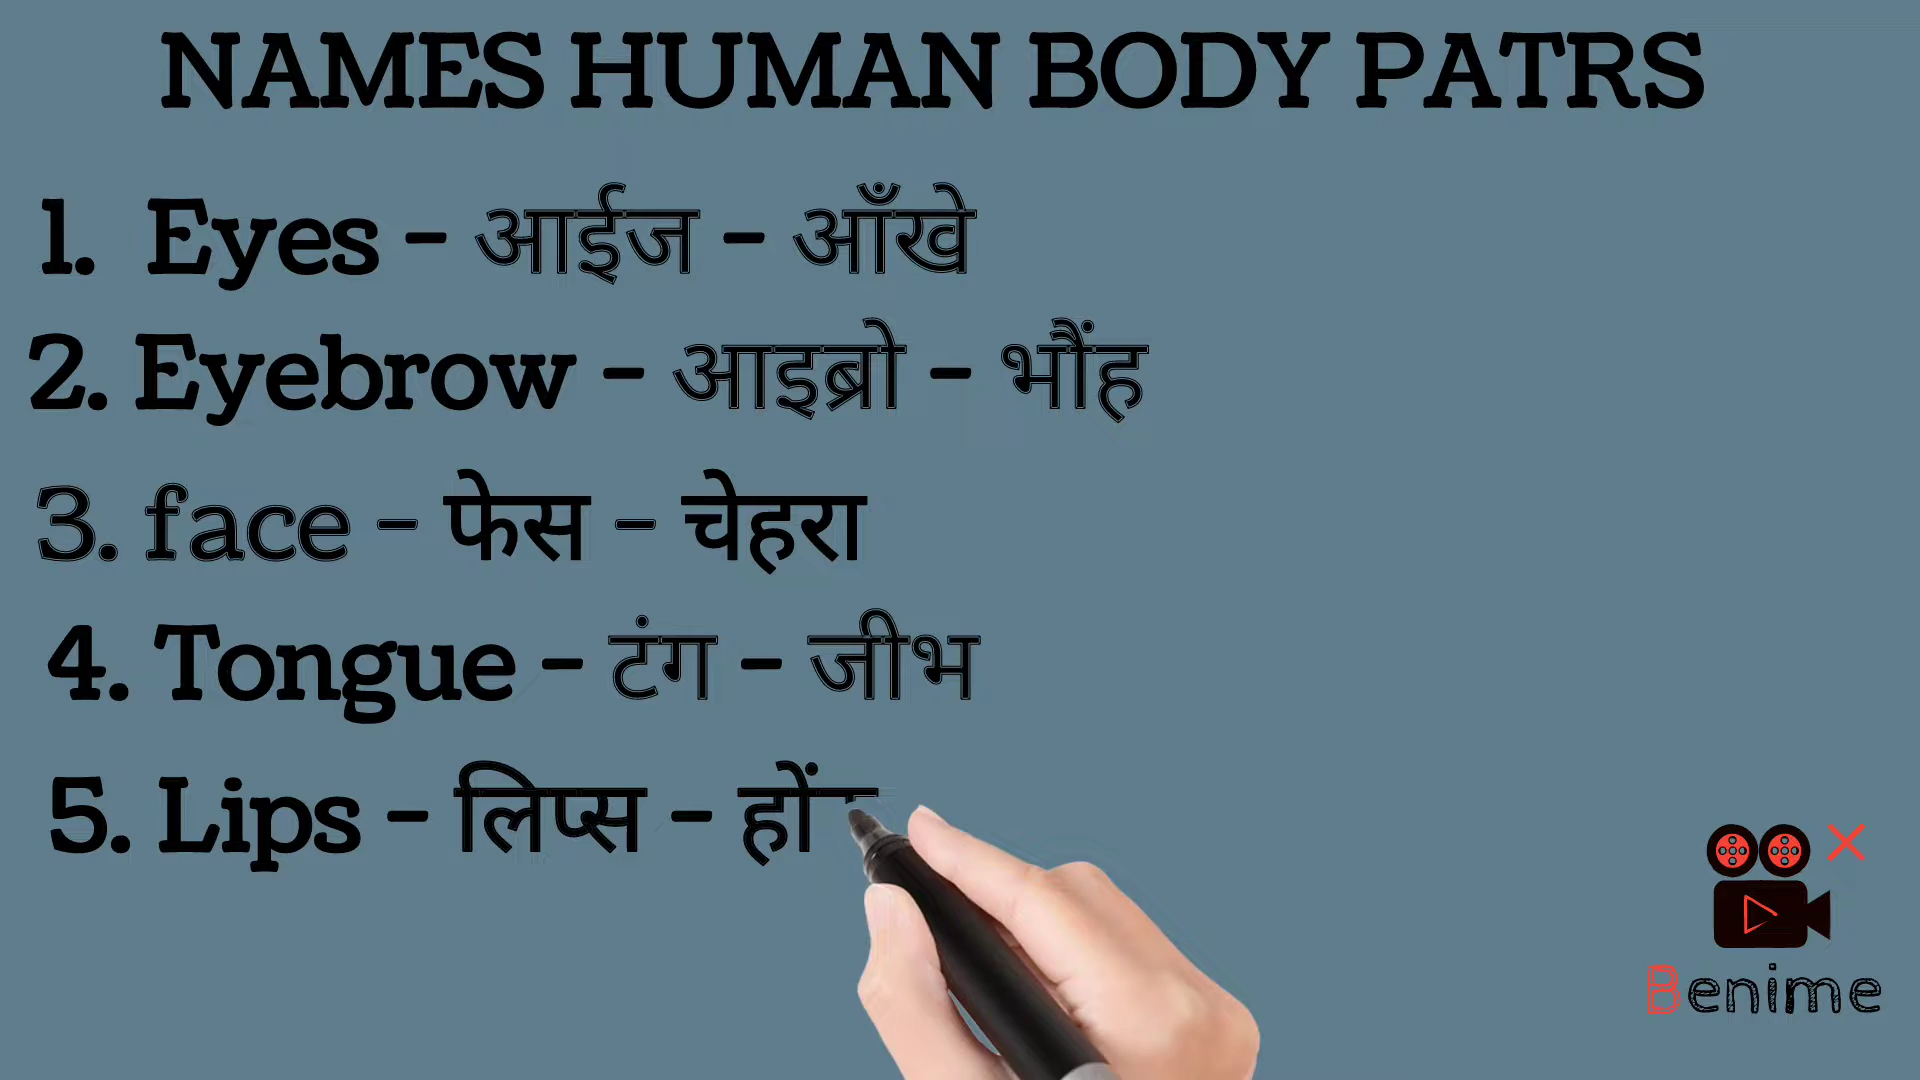 NAMES HUMAN BODY PATRS
1. Eyes - आईज - आँखे
2. Eyebrow - आइब्रो - भौंह
3. face - फेस - चेहरा
4. Tongue - टंग - जीभ
5. Lips - लिप्स -
Benime